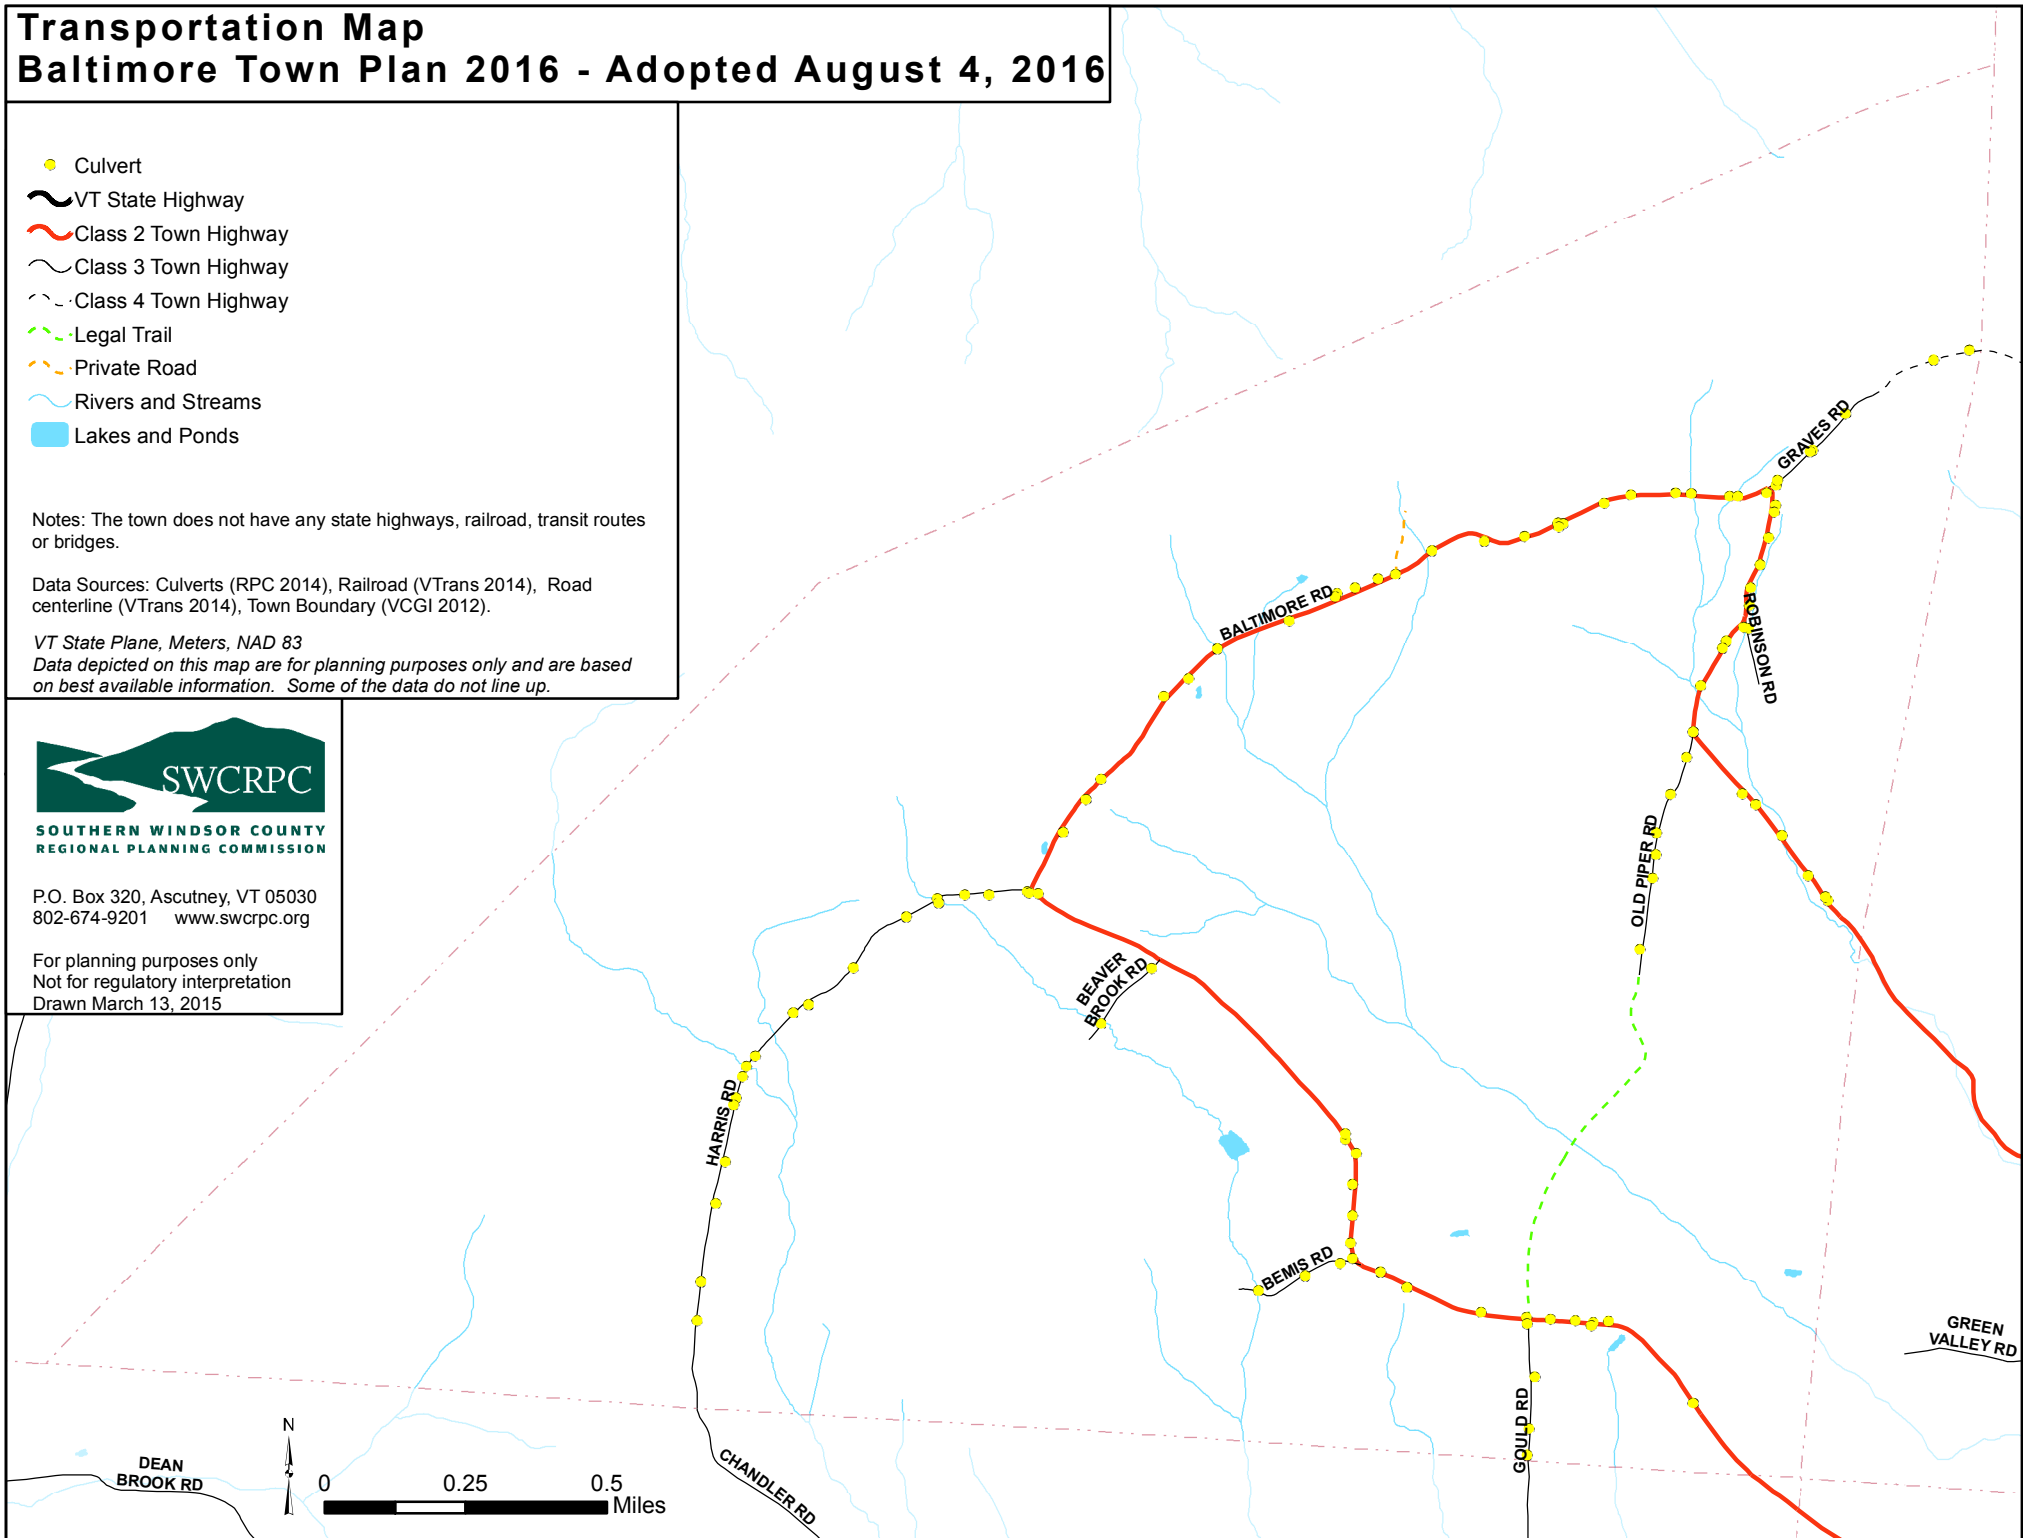 Transportation Map
Baltimore Town Plan 2016 - Adopted August 4, 2016
Culvert
VT State Highway
Class 2 Town Highway
Class 3 Town Highway
Class 4 Town Highway
Legal Trail
Private Road
Rivers and Streams
Lakes and Ponds
Notes: The town does not have any state highways, railroad, transit routes
or bridges.
Data Sources: Culverts (RPC 2014), Railroad (VTrans 2014), Road
centerline (VTrans 2014), Town Boundary (VCGI 2012).
VT State Plane, Meters, NAD 83
Data depicted on this map are for planning purposes only and are based
on best available information. Some of the data do not line up.
SWCRPC
SOUTHERN WINDSOR COUNTY
REGIONAL PLANNING COMMISSION
P.O. Box 320, Ascutney, VT 05030
802-674-9201 www.swcrpc.org
For planning purposes only
Not for regulatory interpretation
Drawn March 13, 2015
GRAVES RD
BALTIMORE RD
ROBINSON RD
OLD PIPER RD
BEAVER
BROOK RD
HARRIS RD
BEMIS RD
GREEN
VALLEY RD
GOULD RD
CHANDLER RD
DEAN
BROOK RD
N
0 0.25 0.5
Miles